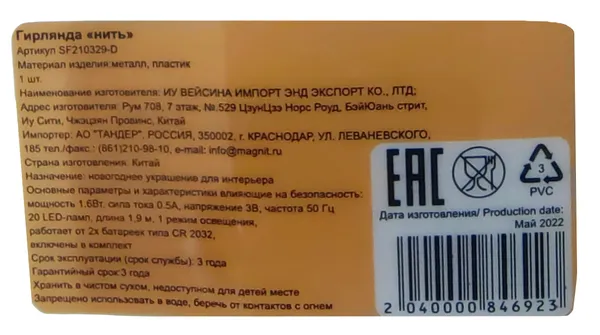 Гирлянда «нить»
Артикул SF210329-D
Материал изделия:металл, пластик
1 шт.
Наименование изготовителя: ИУ ВЕЙСИНА ИМПОРТ ЭНД ЭКСПОРТ КО., ЛТД;
Адрес изготовителя: Рум 708, 7 этаж, №.529 ЦзунЦзэ Норс Роуд, БэйЮань стрит,
Иу Сити, Чжэцзян Провинс, Китай
Импортер: АО "ТАНДЕР". РОССИЯ, 350002, г. КРАСНОДАР, УЛ. ЛЕВАНЕВСКОГО,
185 тел./факс.: (861)210-98-10, e-mail: info@magnit.ru
Страна изготовления: Китай
Назначение: новогоднее украшение для интерьера
Основные параметры и характеристики влияющие на безопасность:
мощность 1.6Вт. сила тока 0.5А, напряжение 3В, частота 50 Гц
20 LED-ламп, длина 1,9 м, 1 режим освещения,
работает от 2х батареек типа CR 2032,
включены в комплект
Срок эксплуатации (срок службы): 3 года
Гарантийный срок:3 года
Хранить в чистом сухом, недоступном для детей месте
Запрещено использовать в воде, беречь от контактов с огнем
EAC
3
PVC
Дата изготовления/ Production date:
Май 2022
2 040000 846923